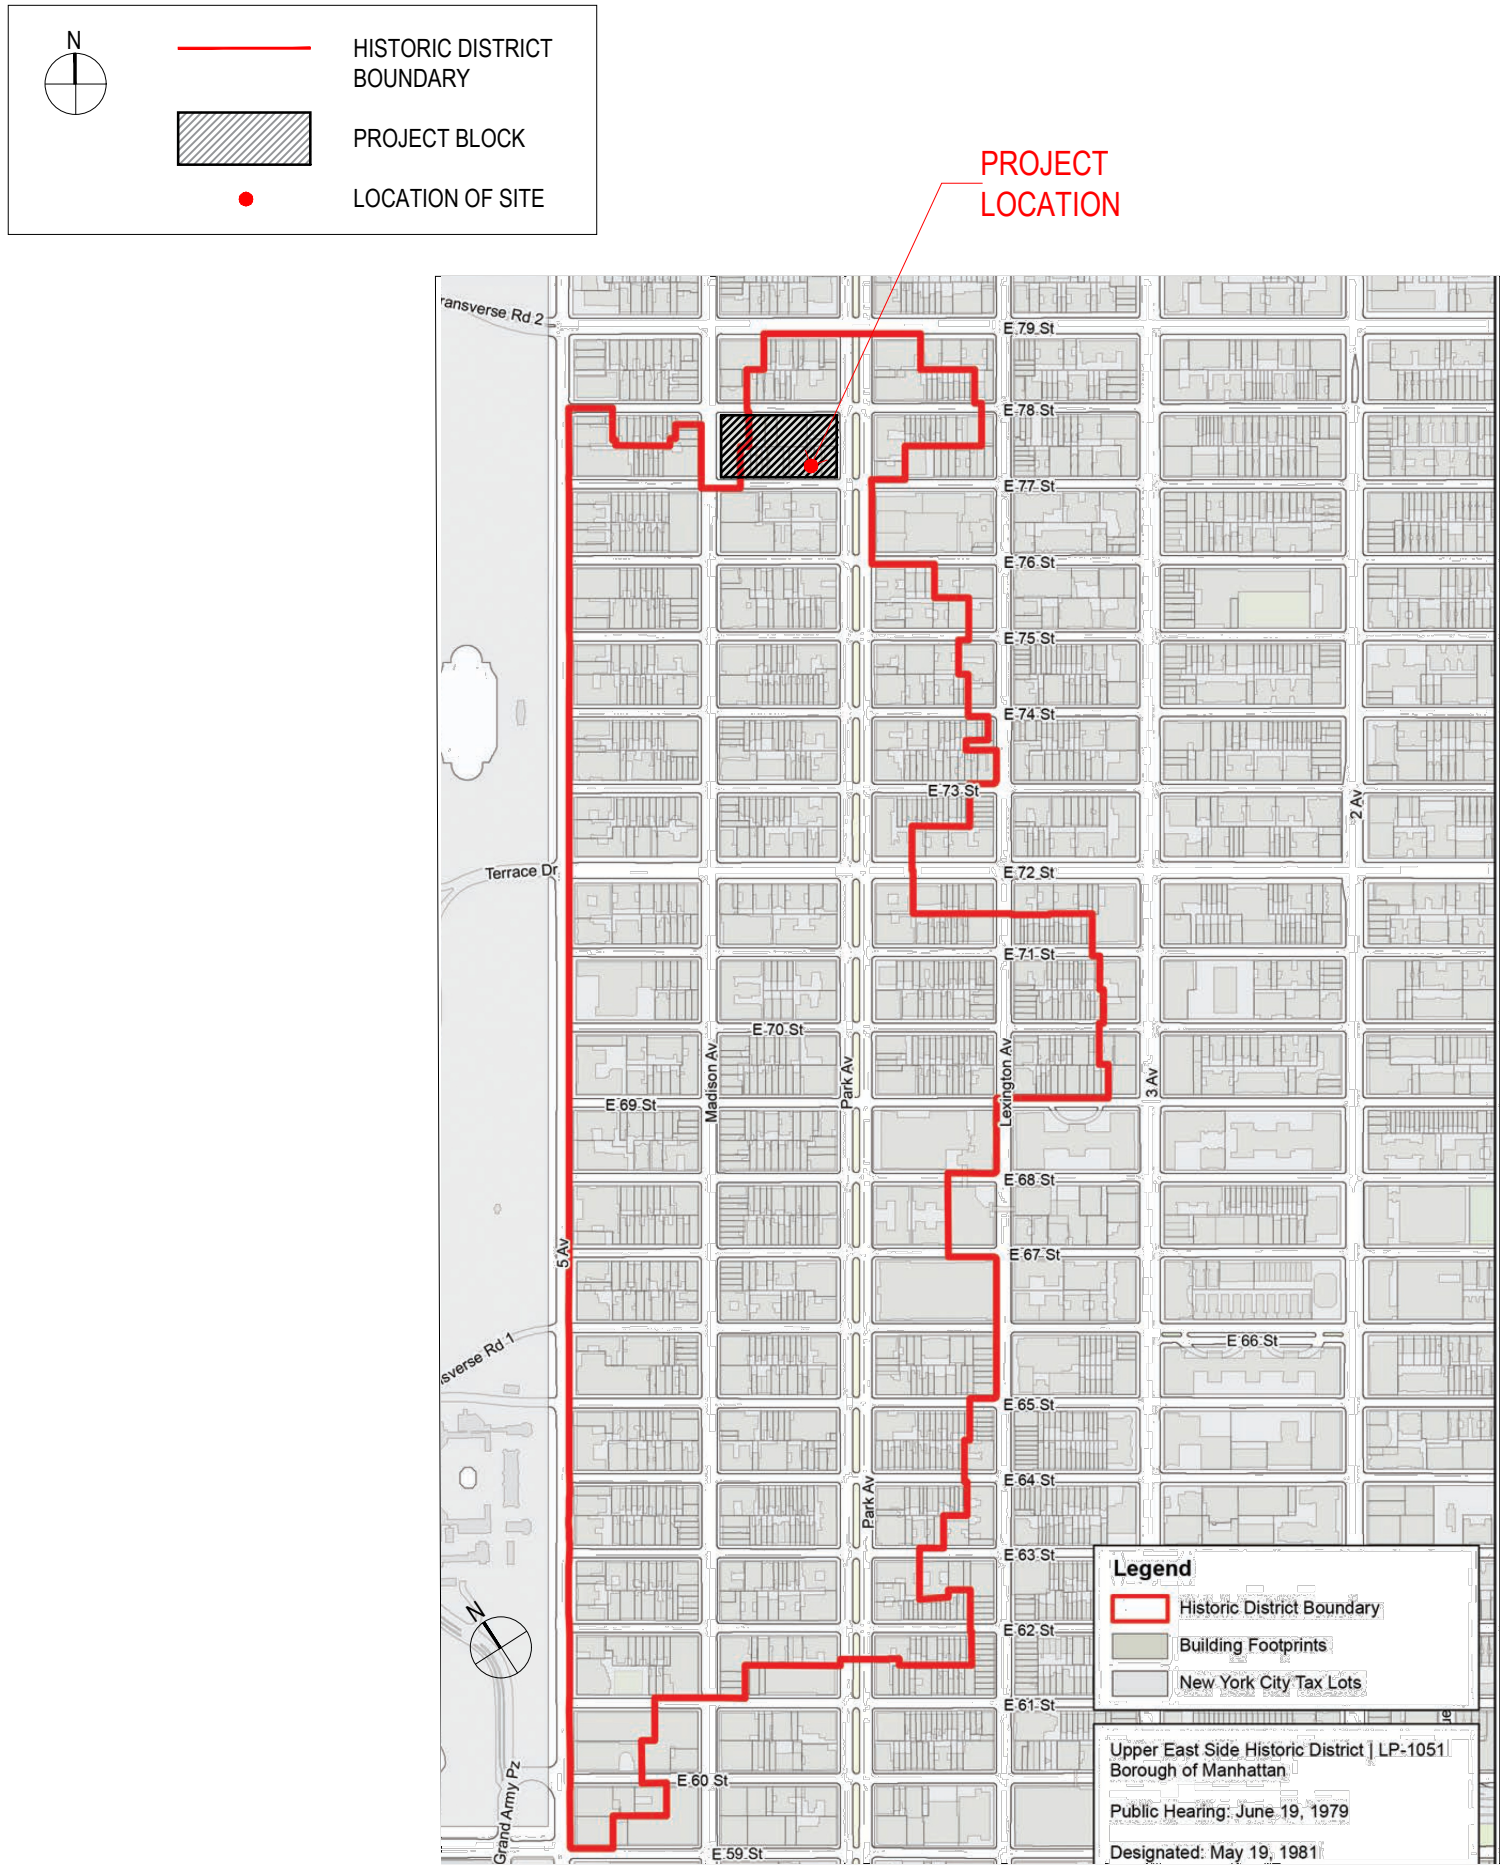 N
HISTORIC DISTRICT
BOUNDARY
PROJECT BLOCK
LOCATION OF SITE
PROJECT
LOCATION
ransverse Rd 2
E 79 St
E 78 St
E 77 St
E 76 St
E 75 St
E 74 St
E 73 St
2 Av
Terrace Dr
E 72 St
E 71 St
E 70 St
Madison Av
Park Av
Lexington Av
3 Av
E 69 St
E 68 St
5 Av
E 67 St
sverse Rd 1
E 66 St
E 65 St
E 64 St
Park Av
E 63 St
N
E 62 St
E 61 St
E 60 St
Grand Army Pz
E 59 St
Legend
Historic District Boundary
Building Footprints
New York City Tax Lots
ue
Upper East Side Historic District | LP-1051
Borough of Manhattan
Public Hearing: June 19, 1979
Designated: May 19, 1981